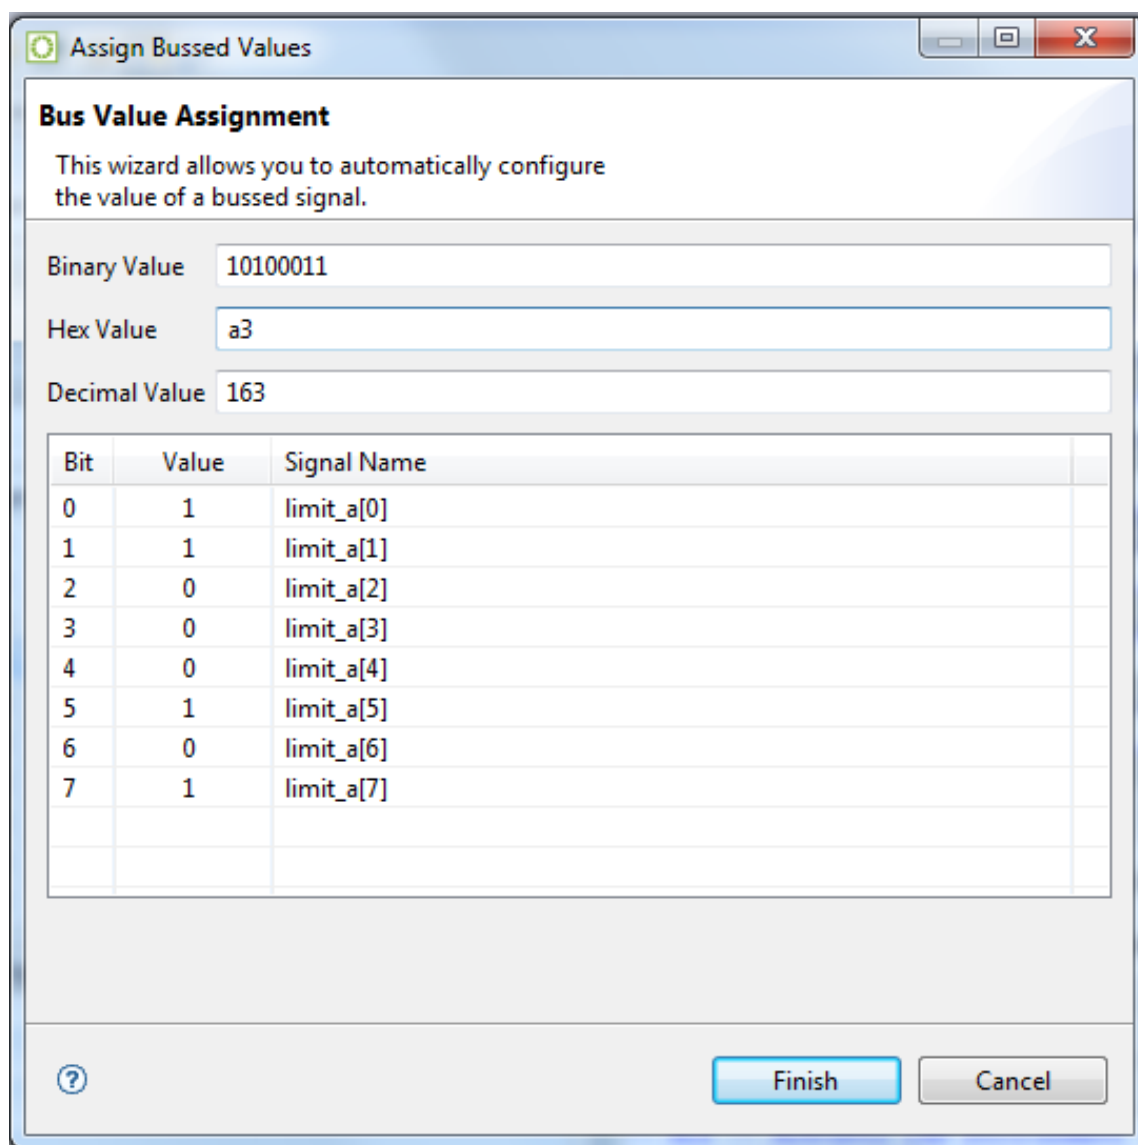 Assign Bussed Values
Bus Value Assignment
This wizard allows you to automatically configure
the value of a bussed signal.
Binary Value 10100011
Hex Value a3
Decimal Value 163
Bit Value Signal Name
0 1 limit_a[0]
1 1 limit_a[1]
2 0 limit_a[2]
3 0 limit_a[3]
4 0 limit_a[4]
5 1 limit_a[5]
6 0 limit_a[6]
7 1 limit_a[7]
? Finish Cancel